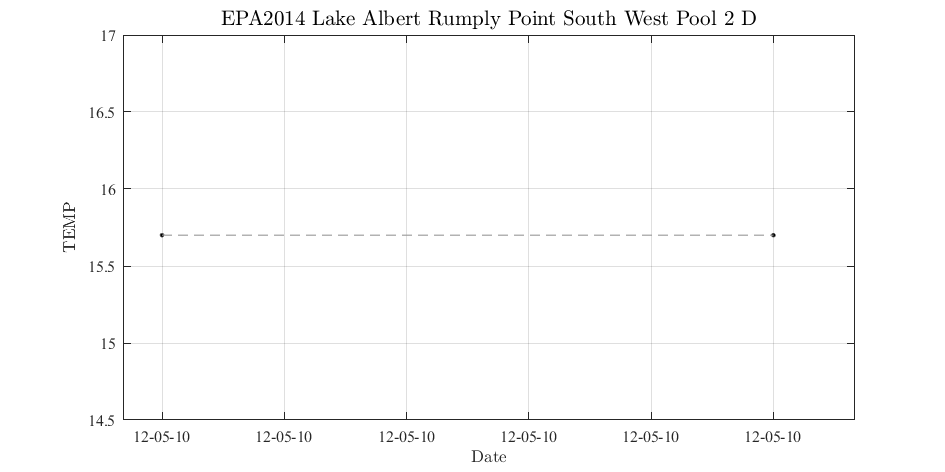 EPA2014 Lake Albert Rumply Point South West Pool 2 D
17
16.5
16
15.5
15
14.5
TEMP
12-05-10 12-05-10 12-05-10 12-05-10 12-05-10 12-05-10
Date